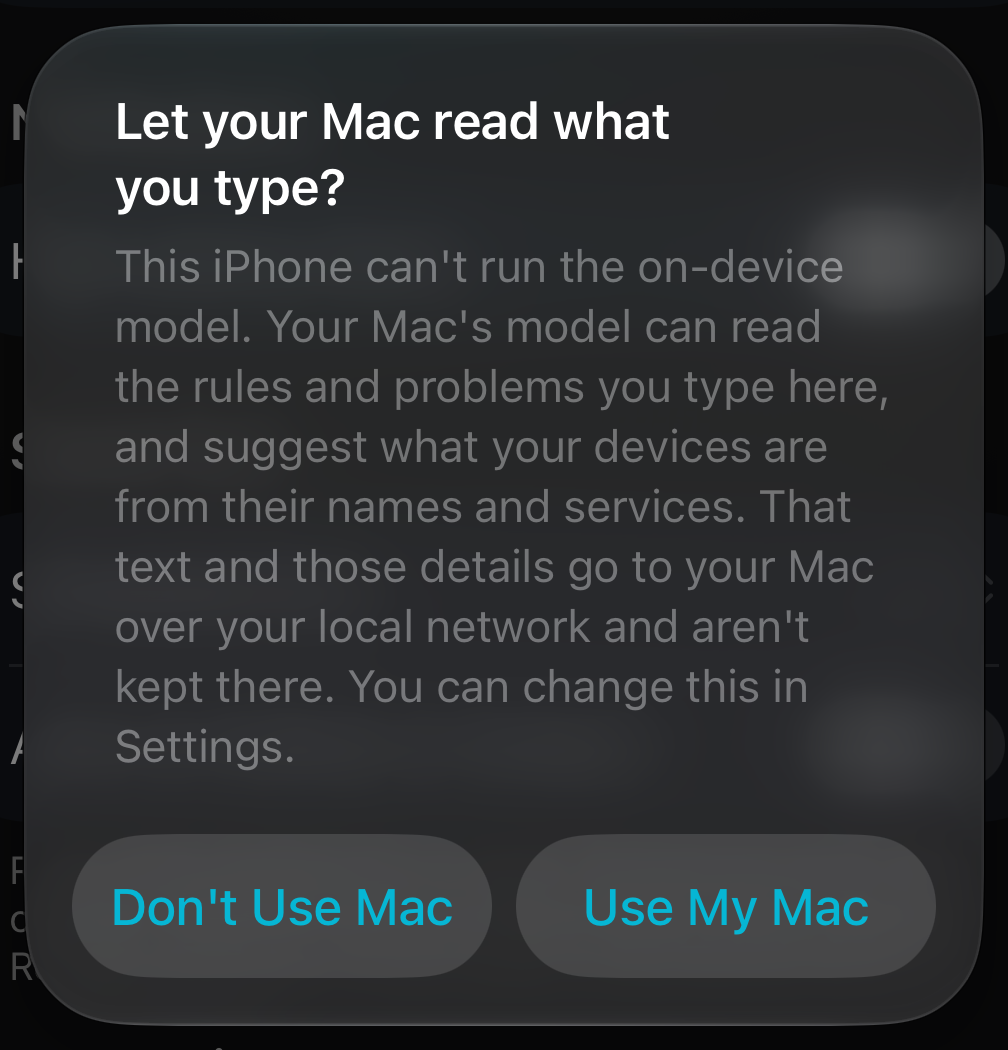 Let your Mac read what
you type?
This iPhone can't run the on-device
model. Your Mac's model can read
the rules and problems you type here,
and suggest what your devices are
from their names and services. That
text and those details go to your Mac
over your local network and aren't
kept there. You can change this in
Settings.
Don't Use Mac
Use My Mac